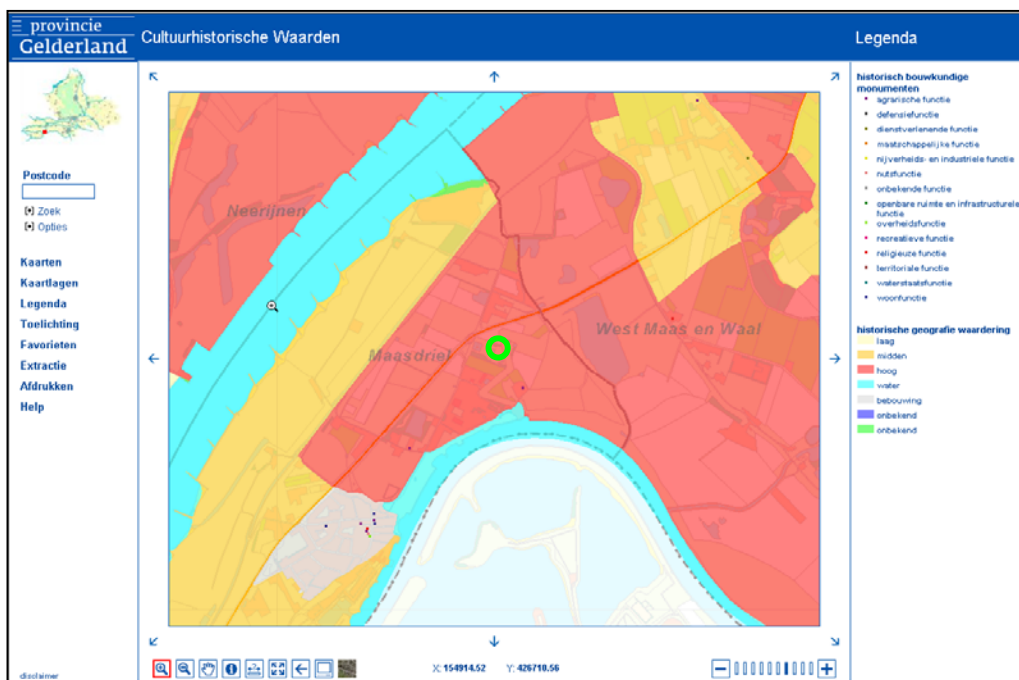 provincie
Gelderland
Cultuurhistorische Waarden
Legenda
Postcode
Zoek
Opties
Kaarten
Kaartlagen
Legenda
Toelichting
Favorieten
Extractie
Afdrukken
Help
disclaimer
Neerijnen
Maasdriel
West Maas en Waal
X: 154914.52 Y: 426710.56
historisch bouwkundige
monumenten
agrarische functie
defensiefunctie
dienstverlenende functie
maatschappelijke functie
nijverheids- en industriele functie
nutsfunctie
onbekende functie
openbare ruimte en infrastructurele
functie
overheidsfunctie
recreatieve functie
religieuze functie
territoriale functie
waterstaatsfunctie
woonfunctie
historische geografie waardering
laag
midden
hoog
water
bebouwing
onbekend
onbekend